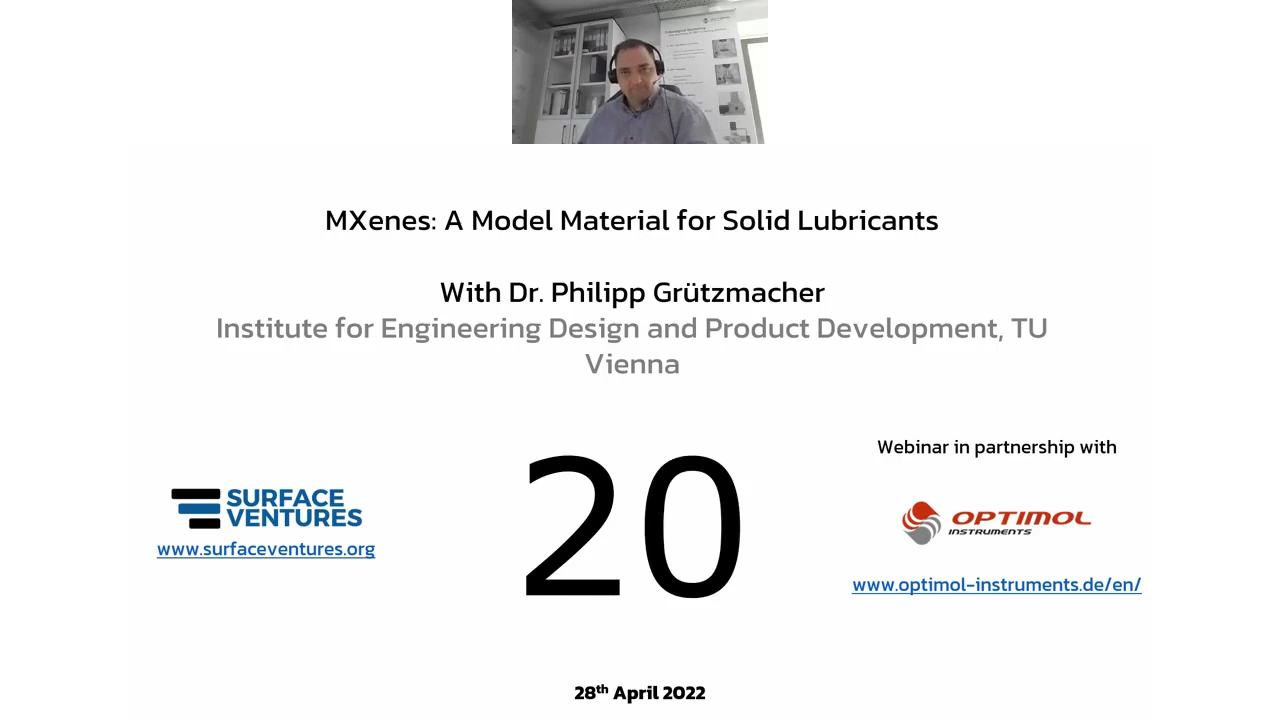 MXenes: A Model Material for Solid Lubricants
With Dr. Philipp Grützmacher
Institute for Engineering Design and Product Development, TU
Vienna
Webinar in partnership with
SURFACE
VENTURES
www.surfaceventures.org
20
OPTIMOL
INSTRUMENTS
www.optimol-instruments.de/en/
28th April 2022